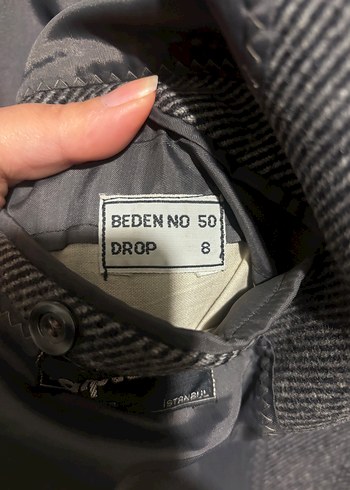 BEDEN NO 50
DROP 8
ISTANBUL